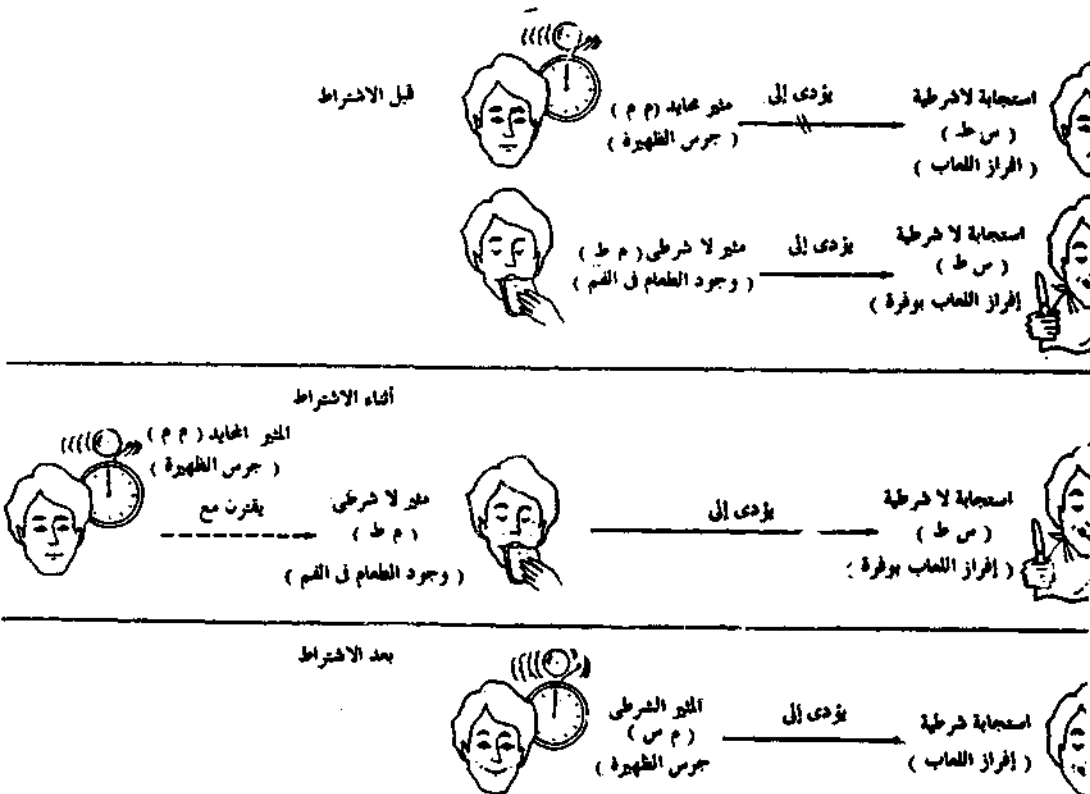 قبل الاشتراط
مثير محايد ( م م )
( جرس الظهيرة )
يؤدى إلى
استجابة لاشرطية
( س ط )
( افراز اللعاب )
مثير لا شرطى ( م ط )
( وجود الطعام فى الفم )
يؤدى إلى
استجابة لا شرطية
( س ط )
إفراز اللعاب بوفرة )
أثناء الاشتراط
المثير المحايد ( م م )
( جرس الظهيرة )
يقترن مع
مثير لا شرطى
( م ط )
( وجود الطعام فى الفم )
يؤدى إلى
استجابة لا شرطية
( س ط )
( إفراز اللعاب بوفرة )
بعد الاشتراط
المثير الشرطى
( م س )
جرس الظهيرة )
يؤدى إلى
استجابة شرطية
( إفراز اللعاب )